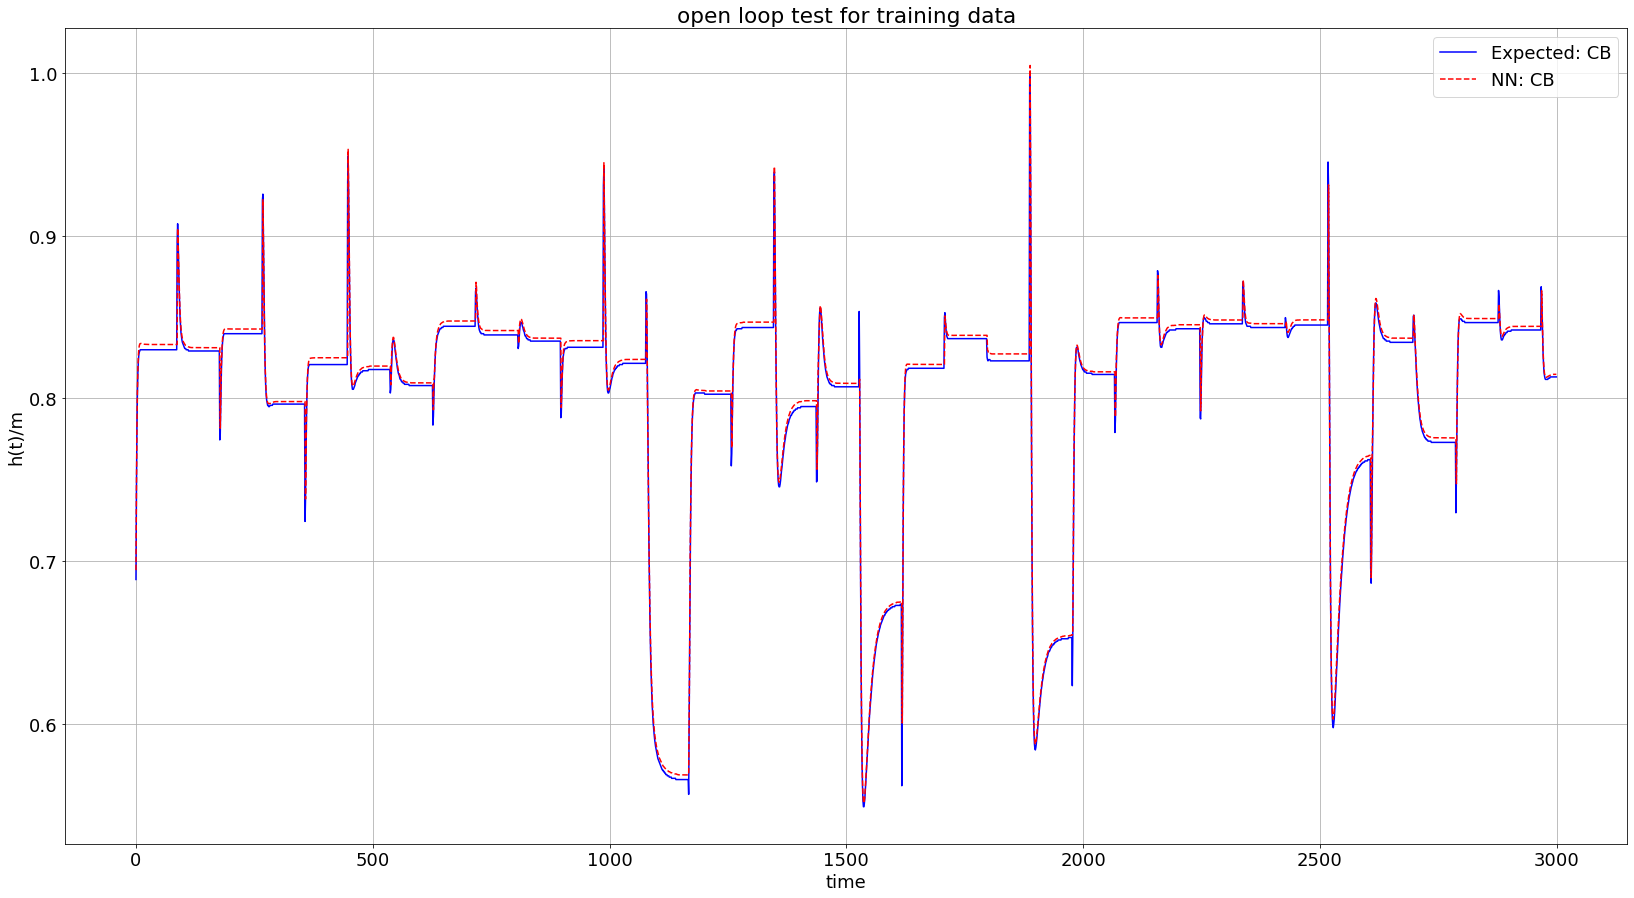 open loop test for training data
Expected: CB
NN: CB
1.0
0.9
0.8
0.7
0.6
h(t)/m
0
500
1000
1500
2000
2500
3000
time